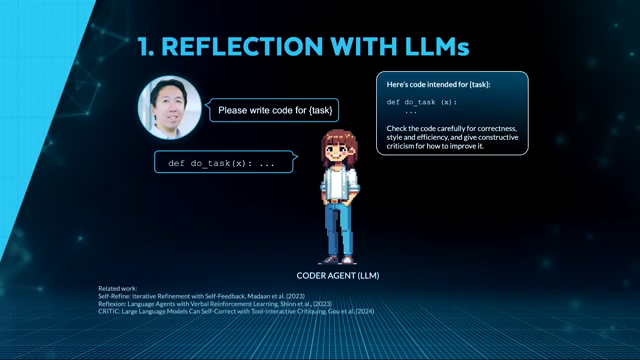 1. REFLECTION WITH LLMs
Please write code for {task}
def do_task(x): ...
Here's code intended for {task}:
def do_task (x):
...
Check the code carefully for correctness,
style and efficiency, and give constructive
criticism for how to improve it.
CODER AGENT (LLM)
Related work:
Self-Refine: Iterative Refinement with Self-Feedback, Madaan et al. (2023)
Reflexion: Language Agents with Verbal Reinforcement Learning, Shinn et al., (2023)
CRITIC: Large Language Models Can Self-Correct with Tool-Interactive Critiquing, Gou et al. (2024)